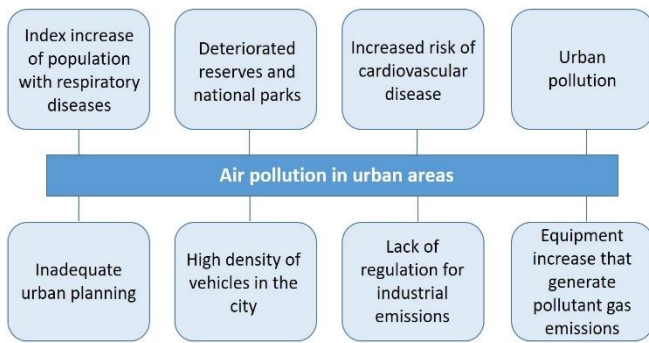 Index increase
of population
with respiratory
diseases
Deteriorated
reserves and
national parks
Increased risk of
cardiovascular
disease
Urban
pollution
Air pollution in urban areas
Inadequate
urban planning
High density of
vehicles in the
city
Lack of
regulation for
industrial
emissions
Equipment
increase that
generate
pollutant gas
emissions